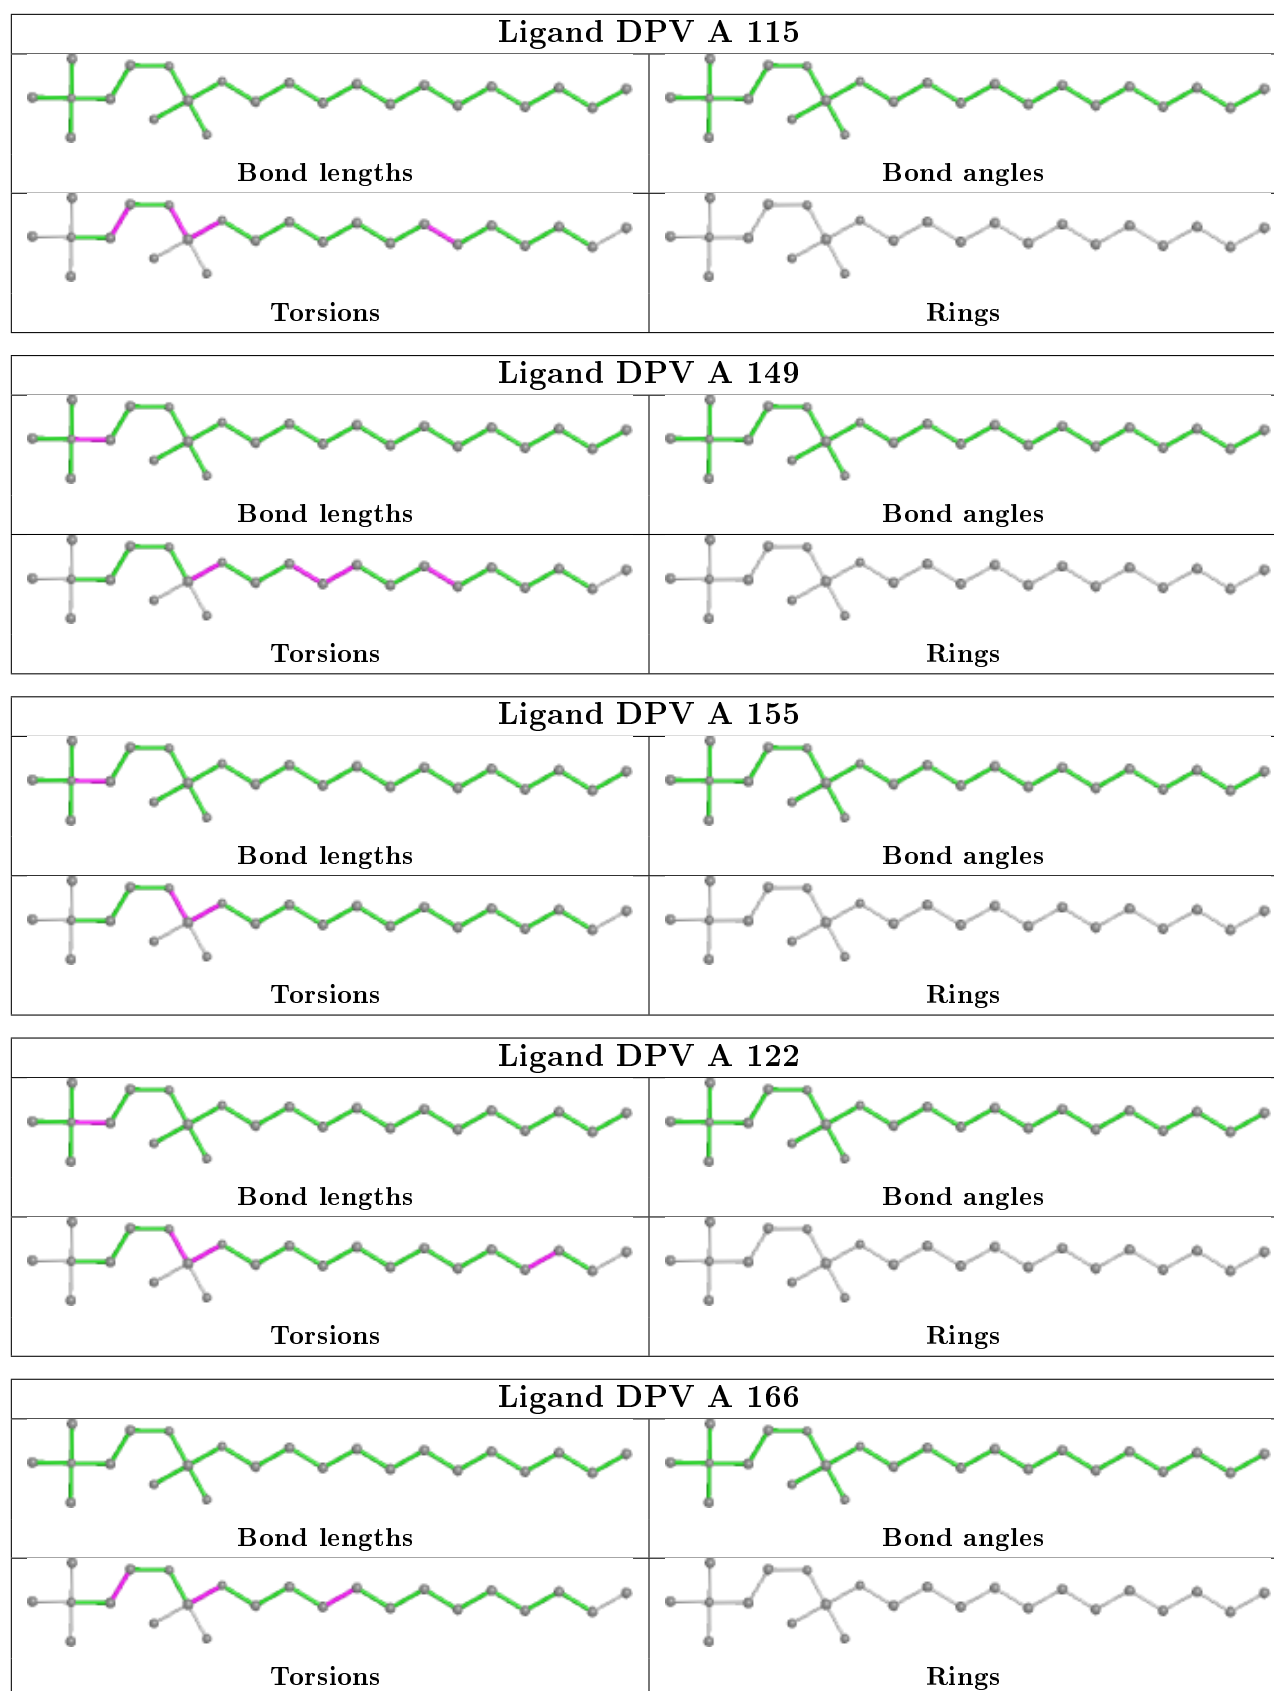 Ligand DPV A 115
Bond lengths
Bond angles
Torsions
Rings
Ligand DPV A 149
Bond lengths
Bond angles
Torsions
Rings
Ligand DPV A 155
Bond lengths
Bond angles
Torsions
Rings
Ligand DPV A 122
Bond lengths
Bond angles
Torsions
Rings
Ligand DPV A 166
Bond lengths
Bond angles
Torsions
Rings